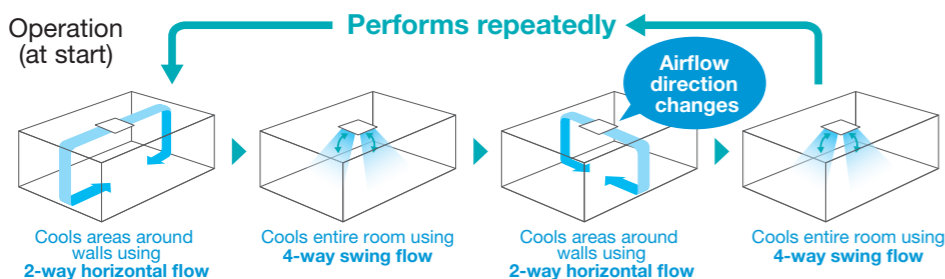 Operation
(at start)
Performs repeatedly
Airflow
direction
changes
Cools areas around
walls using
2-way horizontal flow
Cools entire room using
4-way swing flow
Cools areas around
walls using
2-way horizontal flow
Cools entire room using
4-way swing flow